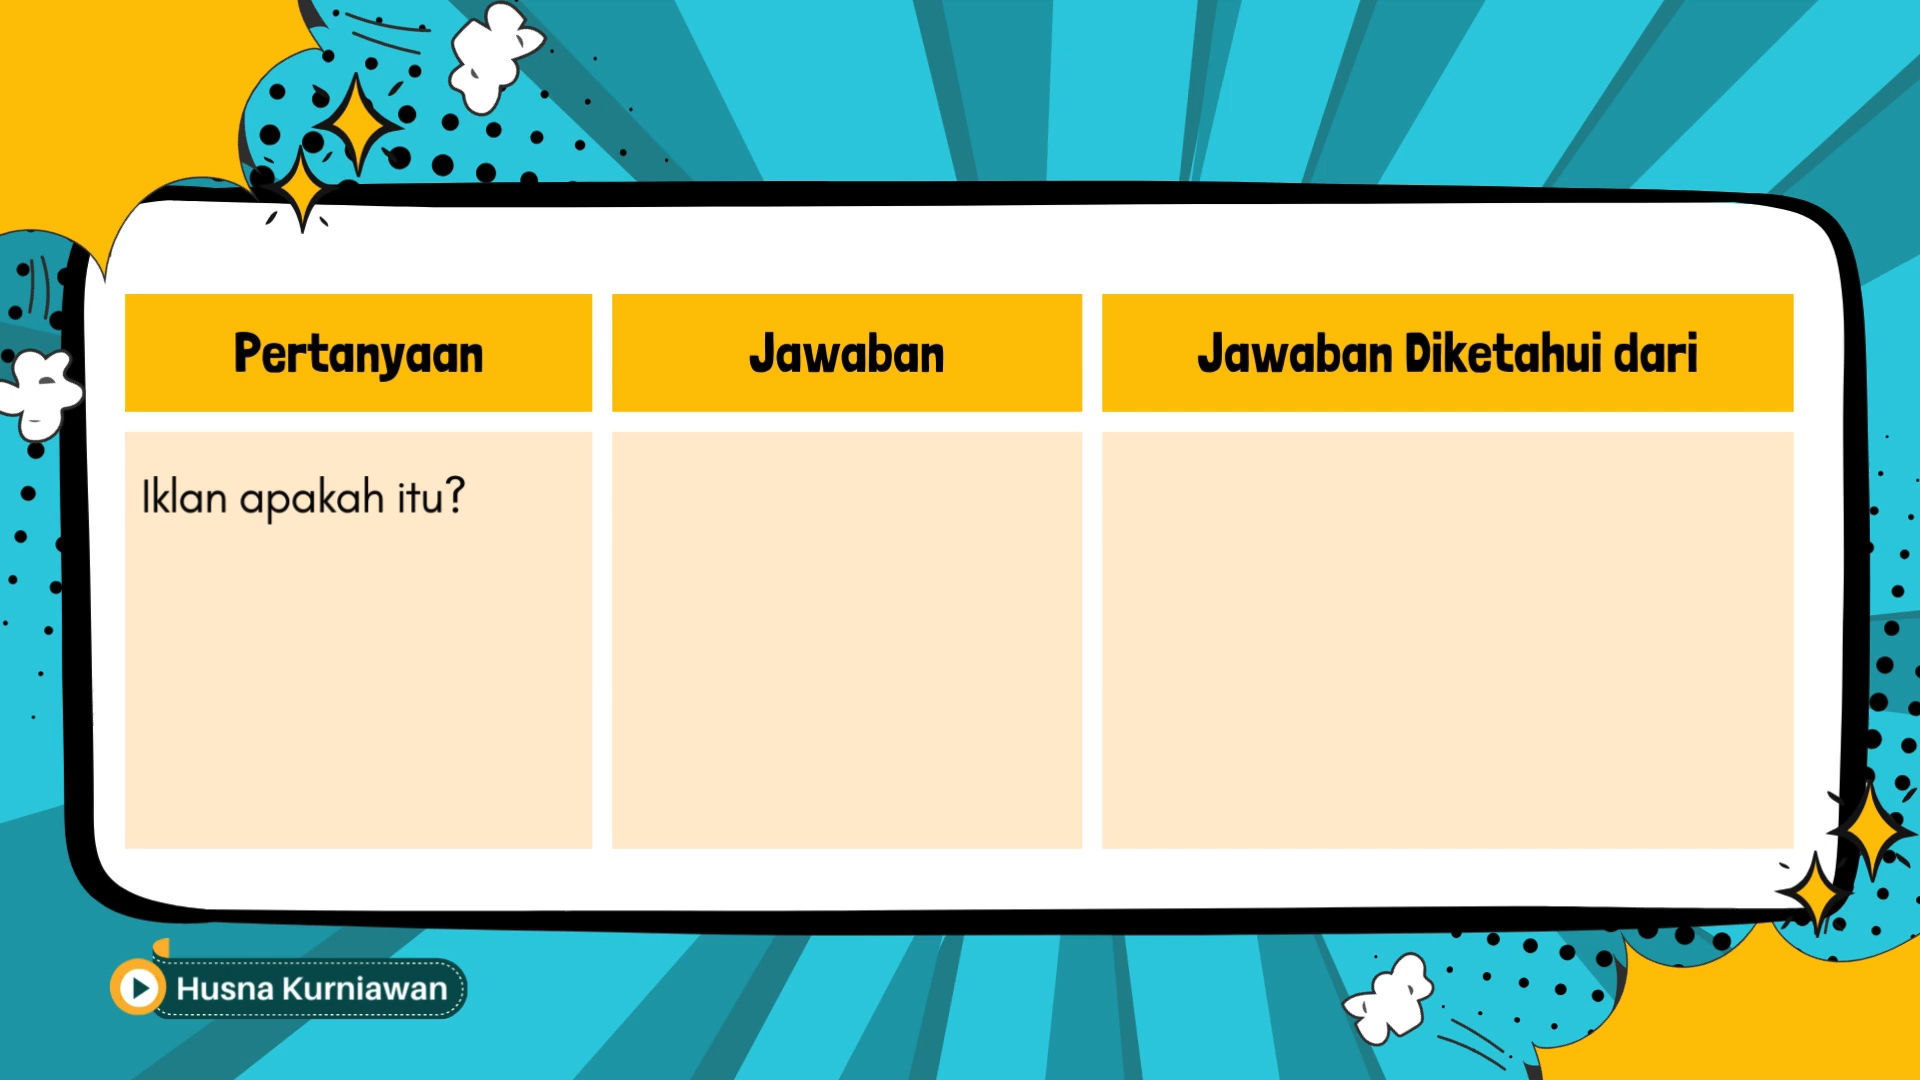 Pertanyaan
Jawaban
Jawaban Diketahui dari
Iklan apakah itu?
Husna Kurniawan